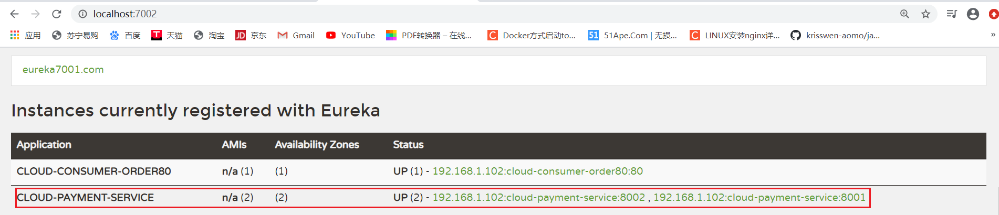 localhost:7002
应用 苏宁易购 du 百度 T 天猫 淘宝 JD 京东 Gmail YouTube PDF转换器 – 在线... C Docker方式启动to... 51 51Ape.Com | 无损... C LINUX安装nginx详... krisswen-aomo/ja... »
eureka7001.com
Instances currently registered with Eureka
Application AMIs Availability Zones Status
CLOUD-CONSUMER-ORDER80 n/a (1) (1) UP (1) - 192.168.1.102:cloud-consumer-order80:80
CLOUD-PAYMENT-SERVICE n/a (2) (2) UP (2) - 192.168.1.102:cloud-payment-service:8002 , 192.168.1.102:cloud-payment-service:8001